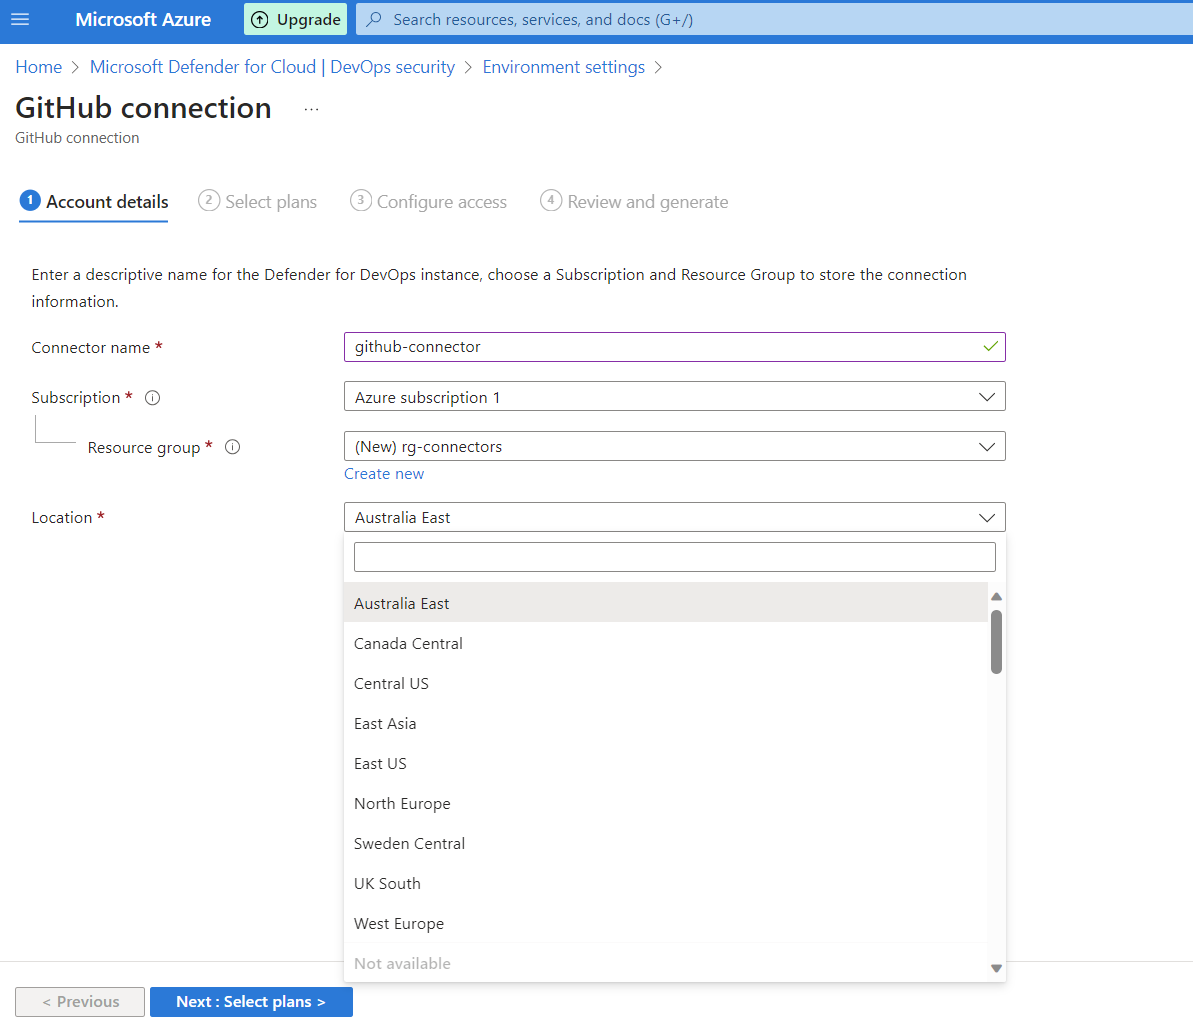 Microsoft Azure
Upgrade
Search resources, services, and docs (G+/)
Home > Microsoft Defender for Cloud | DevOps security > Environment settings >
GitHub connection ...
GitHub connection
1 Account details
2 Select plans
3 Configure access
4 Review and generate
Enter a descriptive name for the Defender for DevOps instance, choose a Subscription and Resource Group to store the connection
information.
Connector name *
github-connector
Subscription *
Azure subscription 1
Resource group *
(New) rg-connectors
Create new
Location *
Australia East
Australia East
Canada Central
Central US
East Asia
East US
North Europe
Sweden Central
UK South
West Europe
Not available
< Previous
Next : Select plans >